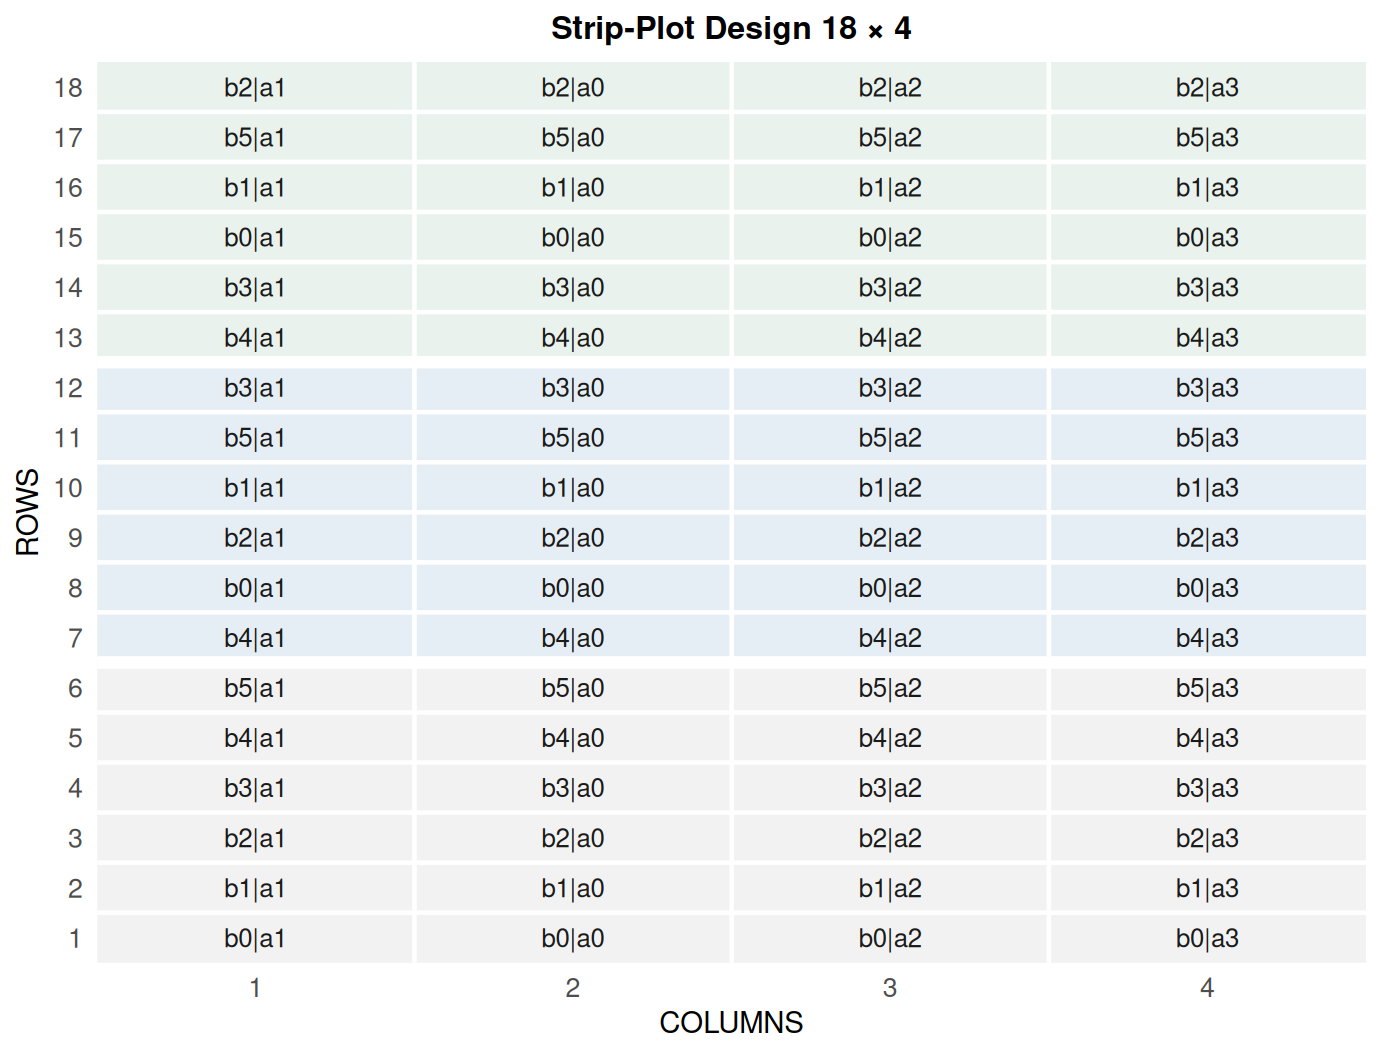 Strip-Plot Design 18 × 4
18 b2|a1 b2|a0 b2|a2 b2|a3
17 b5|a1 b5|a0 b5|a2 b5|a3
16 b1|a1 b1|a0 b1|a2 b1|a3
15 b0|a1 b0|a0 b0|a2 b0|a3
14 b3|a1 b3|a0 b3|a2 b3|a3
13 b4|a1 b4|a0 b4|a2 b4|a3
12 b3|a1 b3|a0 b3|a2 b3|a3
11 b5|a1 b5|a0 b5|a2 b5|a3
10 b1|a1 b1|a0 b1|a2 b1|a3
9 b2|a1 b2|a0 b2|a2 b2|a3
8 b0|a1 b0|a0 b0|a2 b0|a3
7 b4|a1 b4|a0 b4|a2 b4|a3
6 b5|a1 b5|a0 b5|a2 b5|a3
5 b4|a1 b4|a0 b4|a2 b4|a3
4 b3|a1 b3|a0 b3|a2 b3|a3
3 b2|a1 b2|a0 b2|a2 b2|a3
2 b1|a1 b1|a0 b1|a2 b1|a3
1 b0|a1 b0|a0 b0|a2 b0|a3
1 2 3 4
COLUMNS
ROWS